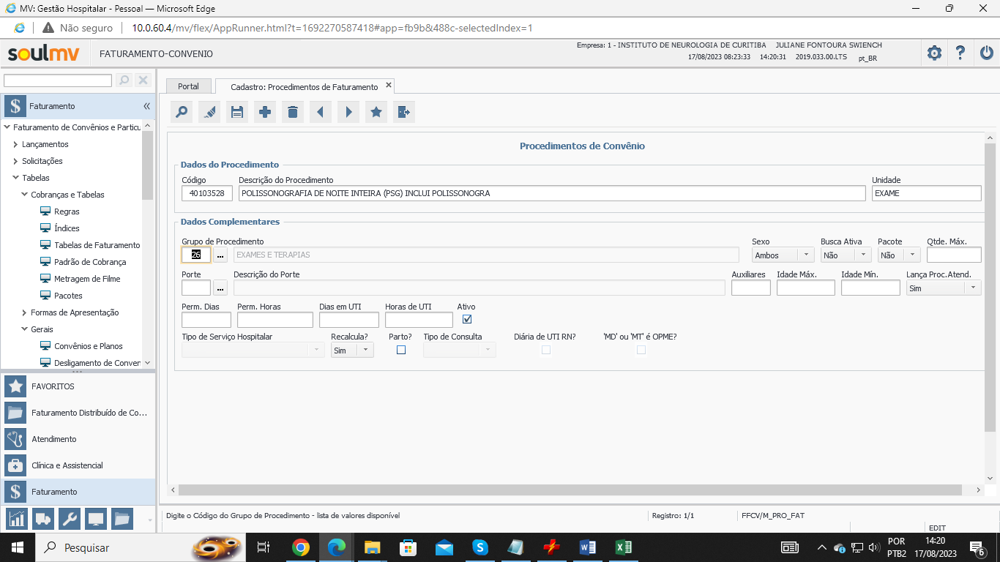 MV: Gestão Hospitalar - Pessoal — Microsoft Edge
Não seguro 10.0.60.4/mv/flex/AppRunner.html?t=1692270587418#app=fb9b&488c-selectedIndex=1
soulmv FATURAMENTO-CONVENIO
Empresa: 1 - INSTITUTO DE NEUROLOGIA DE CURITIBA JULIANE FONTOURA SWIENCH
17/08/2023 08:23:33 14:20:31 2019.033.00.LTS pt_BR
Portal Cadastro: Procedimentos de Faturamento
Faturamento
Faturamento de Convênios e Particu
Lançamentos
Solicitações
Tabelas
Cobranças e Tabelas
Regras
Índices
Tabelas de Faturamento
Padrão de Cobrança
Metragem de Filme
Pacotes
Formas de Apresentação
Gerais
Convênios e Planos
Desligamento de Conven
FAVORITOS
Faturamento Distribuído de Co...
Atendimento
Clínica e Assistencial
Faturamento
Procedimentos de Convênio
Dados do Procedimento
Código Descrição do Procedimento Unidade
40103528 POLISSONOGRAFIA DE NOITE INTEIRA (PSG) INCLUI POLISSONOGRA EXAME
Dados Complementares
Grupo de Procedimento Sexo Busca Ativa Pacote Qtde. Máx.
26 ... EXAMES E TERAPIAS Ambos Não Não
Porte Descrição do Porte Auxiliares Idade Máx. Idade Mín. Lança Proc.Atend.
... Sim
Perm. Dias Perm. Horas Dias em UTI Horas de UTI Ativo
Tipo de Serviço Hospitalar Recalcula? Parto? Tipo de Consulta Diária de UTI RN? 'MD' ou 'MT' é OPME?
Sim
Digite o Código do Grupo de Procedimento - lista de valores disponível Registro: 1/1 FFCV/M_PRO_FAT
EDIT
Pesquisar
POR 14:20
PTB2 17/08/2023 6